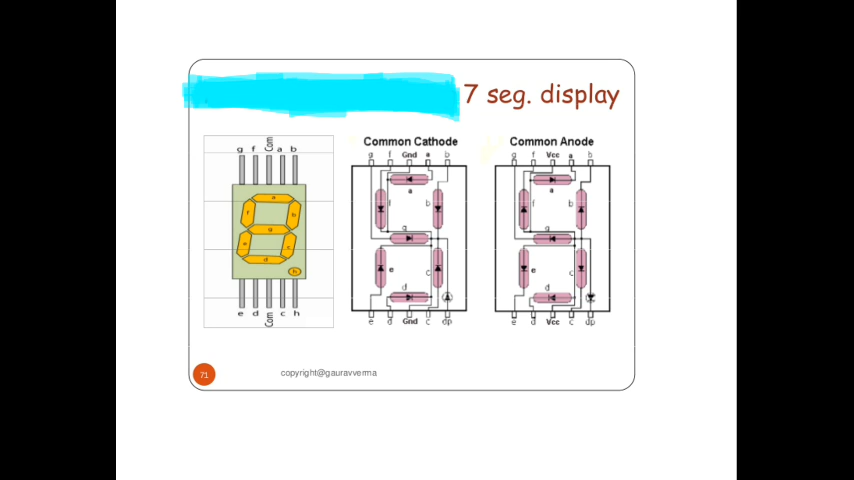 7 seg. display
Common Cathode
Common Anode
g f Com a b
a
f
b
g
e
c
d
h
e d Com c h
g f Gnd a b
a
f b
g
e c
d
e d Gnd c dp
g f Vcc a b
a
f b
g
e c
d
e d Vcc c dp
71
copyright@gauravverma